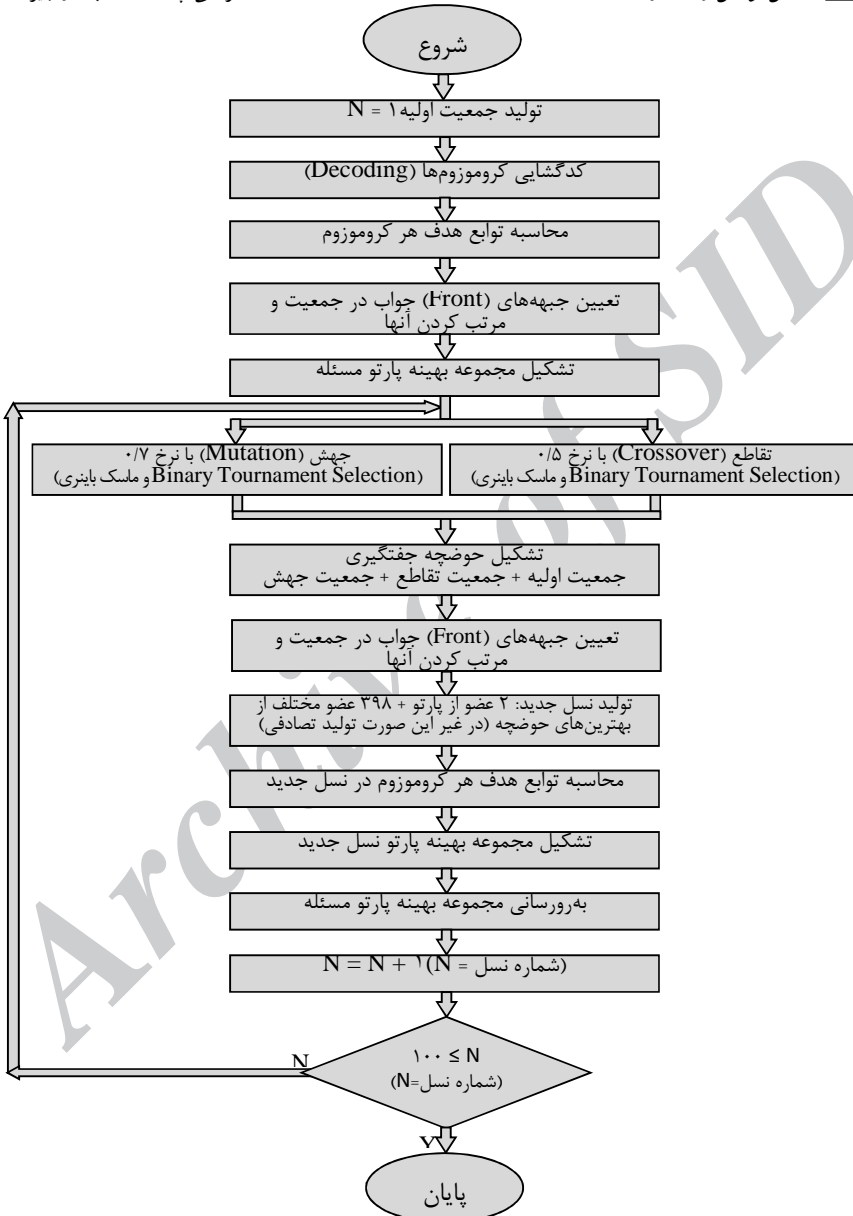 شروع
تولید جمعیت اولیه N = ۱
کدگشایی کروموزوم‌ها (Decoding)
محاسبه توابع هدف هر کروموزوم
تعیین جبهه‌های (Front) جواب در جمعیت و
مرتب کردن آنها
تشکیل مجموعه بهینه پارتو مسئله
تقاطع (Crossover) با نرخ ۰/۵
(Binary Tournament Selection و ماسک باینری)
جهش (Mutation) با نرخ ۰/۷
(Binary Tournament Selection و ماسک باینری)
تشکیل حوضچه جفتگیری
جمعیت اولیه + جمعیت تقاطع + جمعیت جهش
تعیین جبهه‌های (Front) جواب در جمعیت و
مرتب کردن آنها
تولید نسل جدید: ۲ عضو از پارتو + ۳۹۸ عضو مختلف از
بهترین‌های حوضچه (در غیر این صورت تولید تصادفی)
محاسبه توابع هدف هر کروموزوم در نسل جدید
تشکیل مجموعه بهینه پارتو نسل جدید
به‌رورسانی مجموعه بهینه پارتو مسئله
N = N + ۱ (شماره نسل = N)
۱۰۰ ≤ N
(شماره نسل=N)
N
Y
پایان
Archive of SID